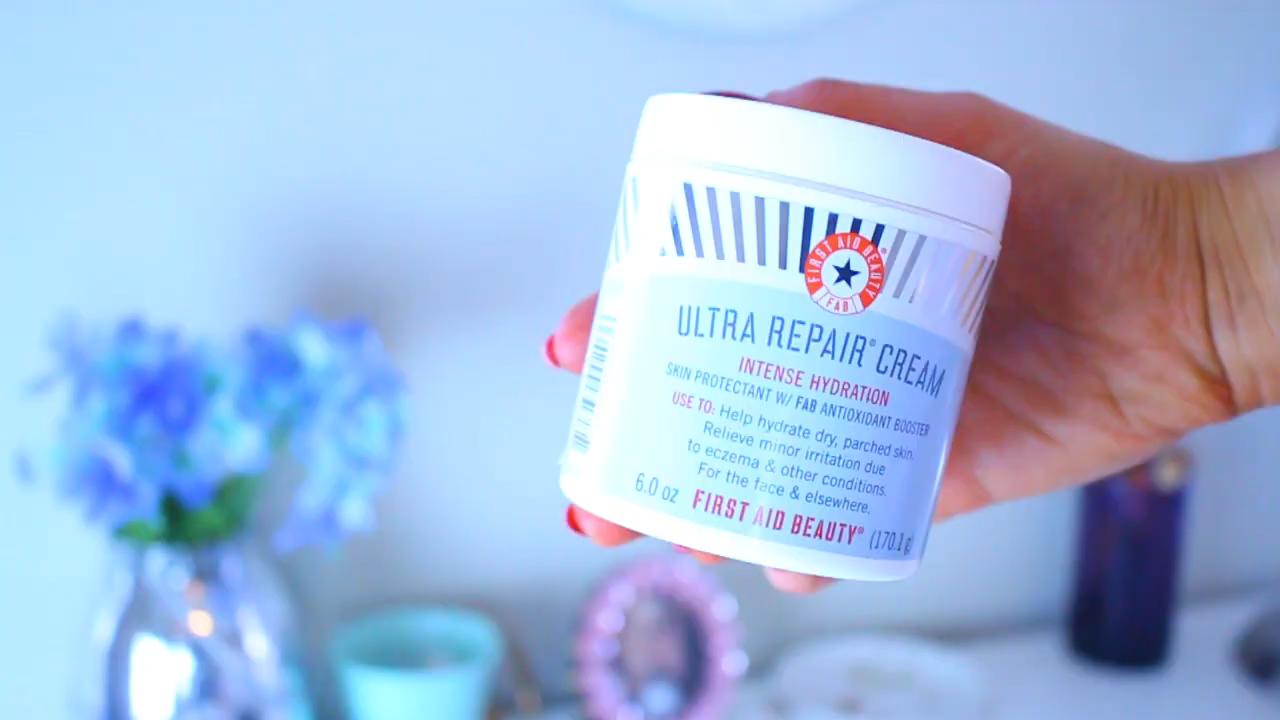 FIRST AID BEAUTY®
FAB
ULTRA REPAIR® CREAM
INTENSE HYDRATION
SKIN PROTECTANT W/ FAB ANTIOXIDANT BOOSTER
USE TO: Help hydrate dry, parched skin.
Relieve minor irritation due
to eczema & other conditions.
For the face & elsewhere.
6.0 oz FIRST AID BEAUTY® (170.1 g)